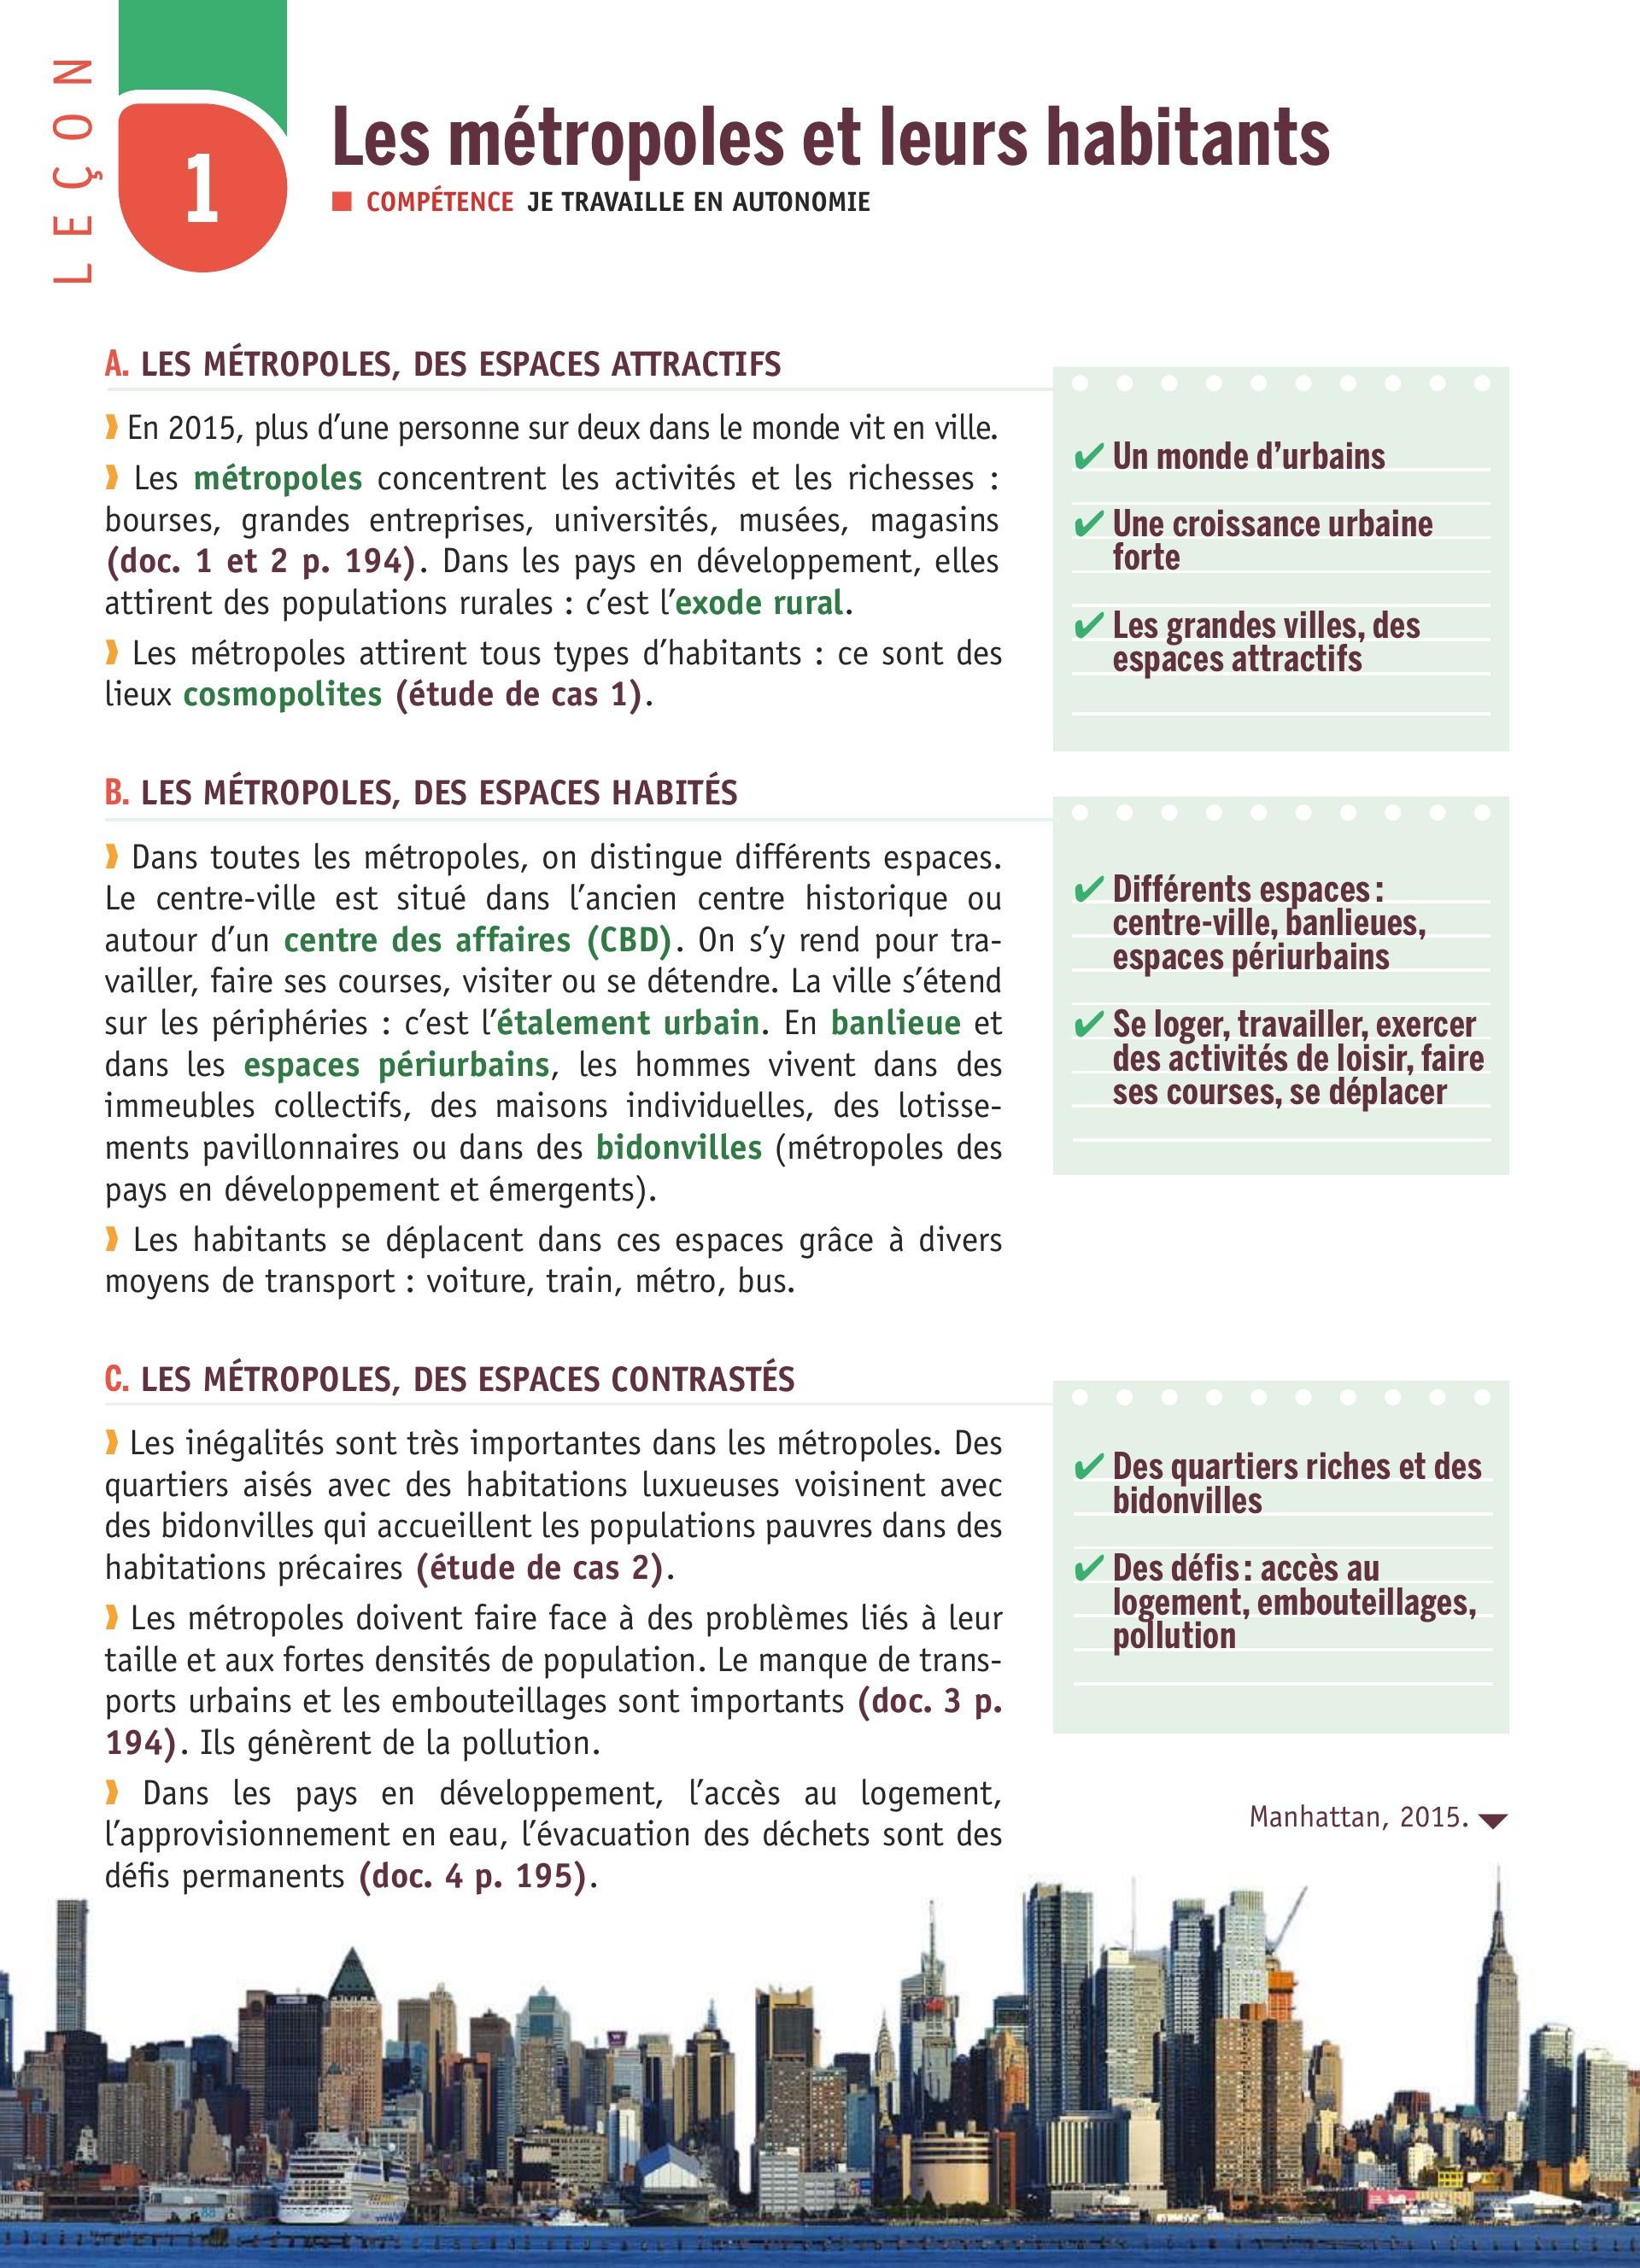 LEÇON
1
Les métropoles et leurs habitants
■ COMPÉTENCE JE TRAVAILLE EN AUTONOMIE
A. LES MÉTROPOLES, DES ESPACES ATTRACTIFS
❱ En 2015, plus d’une personne sur deux dans le monde vit en ville.
❱ Les métropoles concentrent les activités et les richesses :
bourses, grandes entreprises, universités, musées, magasins
(doc. 1 et 2 p. 194). Dans les pays en développement, elles
attirent des populations rurales : c’est l’exode rural.
❱ Les métropoles attirent tous types d’habitants : ce sont des
lieux cosmopolites (étude de cas 1).
✔ Un monde d’urbains
✔ Une croissance urbaine
forte
✔ Les grandes villes, des
espaces attractifs
B. LES MÉTROPOLES, DES ESPACES HABITÉS
❱ Dans toutes les métropoles, on distingue différents espaces.
Le centre-ville est situé dans l’ancien centre historique ou
autour d’un centre des affaires (CBD). On s’y rend pour tra-
vailler, faire ses courses, visiter ou se détendre. La ville s’étend
sur les périphéries : c’est l’étalement urbain. En banlieue et
dans les espaces périurbains, les hommes vivent dans des
immeubles collectifs, des maisons individuelles, des lotisse-
ments pavillonnaires ou dans des bidonvilles (métropoles des
pays en développement et émergents).
❱ Les habitants se déplacent dans ces espaces grâce à divers
moyens de transport : voiture, train, métro, bus.
✔ Différents espaces :
centre-ville, banlieues,
espaces périurbains
✔ Se loger, travailler, exercer
des activités de loisir, faire
ses courses, se déplacer
C. LES MÉTROPOLES, DES ESPACES CONTRASTÉS
❱ Les inégalités sont très importantes dans les métropoles. Des
quartiers aisés avec des habitations luxueuses voisinent avec
des bidonvilles qui accueillent les populations pauvres dans des
habitations précaires (étude de cas 2).
❱ Les métropoles doivent faire face à des problèmes liés à leur
taille et aux fortes densités de population. Le manque de trans-
ports urbains et les embouteillages sont importants (doc. 3 p.
194). Ils génèrent de la pollution.
❱ Dans les pays en développement, l’accès au logement,
l’approvisionnement en eau, l’évacuation des déchets sont des
défis permanents (doc. 4 p. 195).
✔ Des quartiers riches et des
bidonvilles
✔ Des défis : accès au
logement, embouteillages,
pollution
Manhattan, 2015.